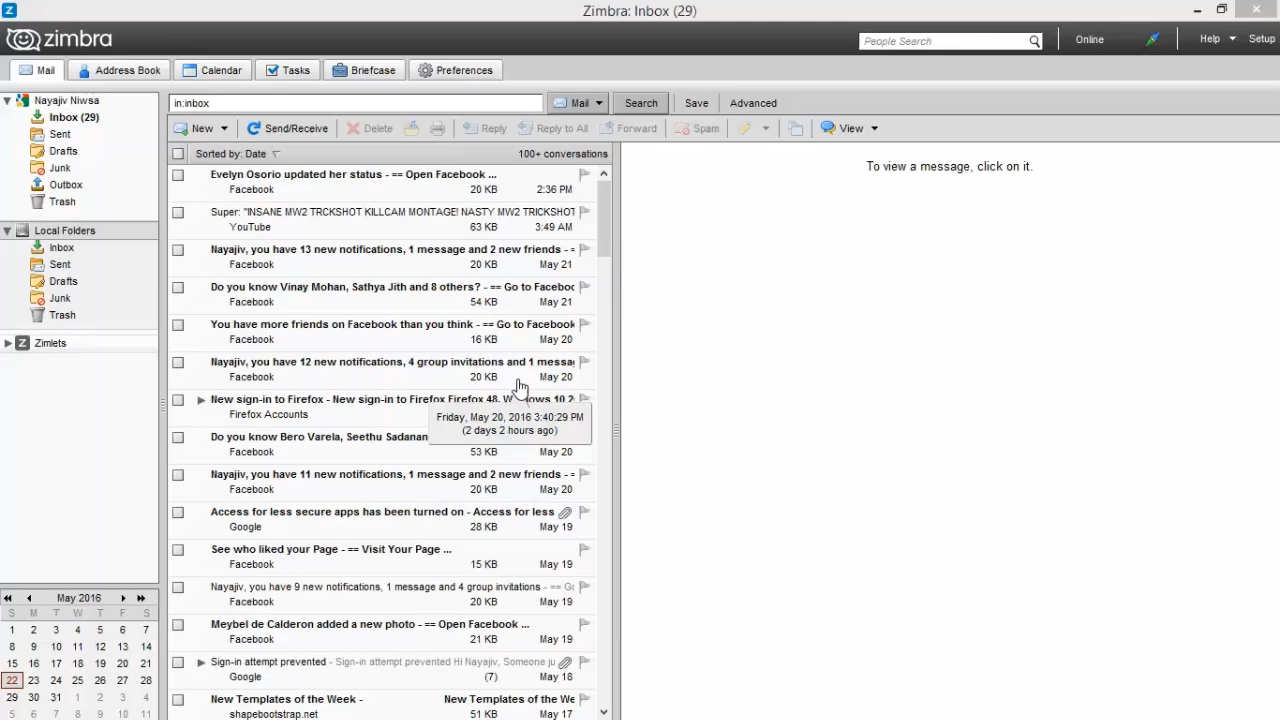 Zimbra: Inbox (29)
zimbra
People Search
Online
Help
Setup
Mail
Address Book
Calendar
Tasks
Briefcase
Preferences
Nayajiv Niwsa
Inbox (29)
Sent
Drafts
Junk
Outbox
Trash
Local Folders
Inbox
Sent
Drafts
Junk
Trash
Zimlets
in:inbox
Mail
Search
Save
Advanced
New
Send/Receive
Delete
Reply
Reply to All
Forward
Spam
View
Sorted by: Date
100+ conversations
Evelyn Osorio updated her status - == Open Facebook ...
Facebook 20 KB 2:36 PM
Super: "INSANE MW2 TRCKSHOT KILLCAM MONTAGE! NASTY MW2 TRICKSHOT
YouTube 63 KB 3:49 AM
Nayajiv, you have 13 new notifications, 1 message and 2 new friends - =
Facebook 20 KB May 21
Do you know Vinay Mohan, Sathya Jith and 8 others? - == Go to Faceboo
Facebook 54 KB May 21
You have more friends on Facebook than you think - == Go to Facebook
Facebook 16 KB May 20
Nayajiv, you have 12 new notifications, 4 group invitations and 1 messa
Facebook 20 KB May 20
New sign-in to Firefox - New sign-in to Firefox Firefox 48, Windows 10
Firefox Accounts
Friday, May 20, 2016 3:40:29 PM
(2 days 2 hours ago)
Do you know Bero Varela, Seethu Sadanan
Facebook 53 KB May 20
Nayajiv, you have 11 new notifications, 1 message and 2 new friends - =
Facebook 20 KB May 20
Access for less secure apps has been turned on - Access for less
Google 28 KB May 19
See who liked your Page - == Visit Your Page ...
Facebook 15 KB May 19
Nayajiv, you have 9 new notifications, 1 message and 4 group invitations - == Go
Facebook 20 KB May 19
Meybel de Calderon added a new photo - == Open Facebook ...
Facebook 21 KB May 19
Sign-in attempt prevented - Sign-in attempt prevented Hi Nayajiv, Someone ju
Google (7) May 18
New Templates of the Week - New Templates of the We
shapebootstrap.net 51 KB May 17
To view a message, click on it.
May 2016
S M T W T F S
1 2 3 4 5 6 7
8 9 10 11 12 13 14
15 16 17 18 19 20 21
22 23 24 25 26 27 28
29 30 31 1 2 3 4
5 6 7 8 9 10 11